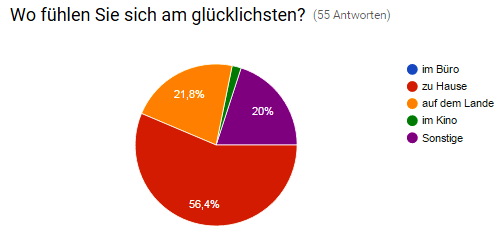 Wo fühlen Sie sich am glücklichsten? (55 Antworten)
im Büro
zu Hause
auf dem Lande
im Kino
Sonstige
21,8%
20%
56,4%